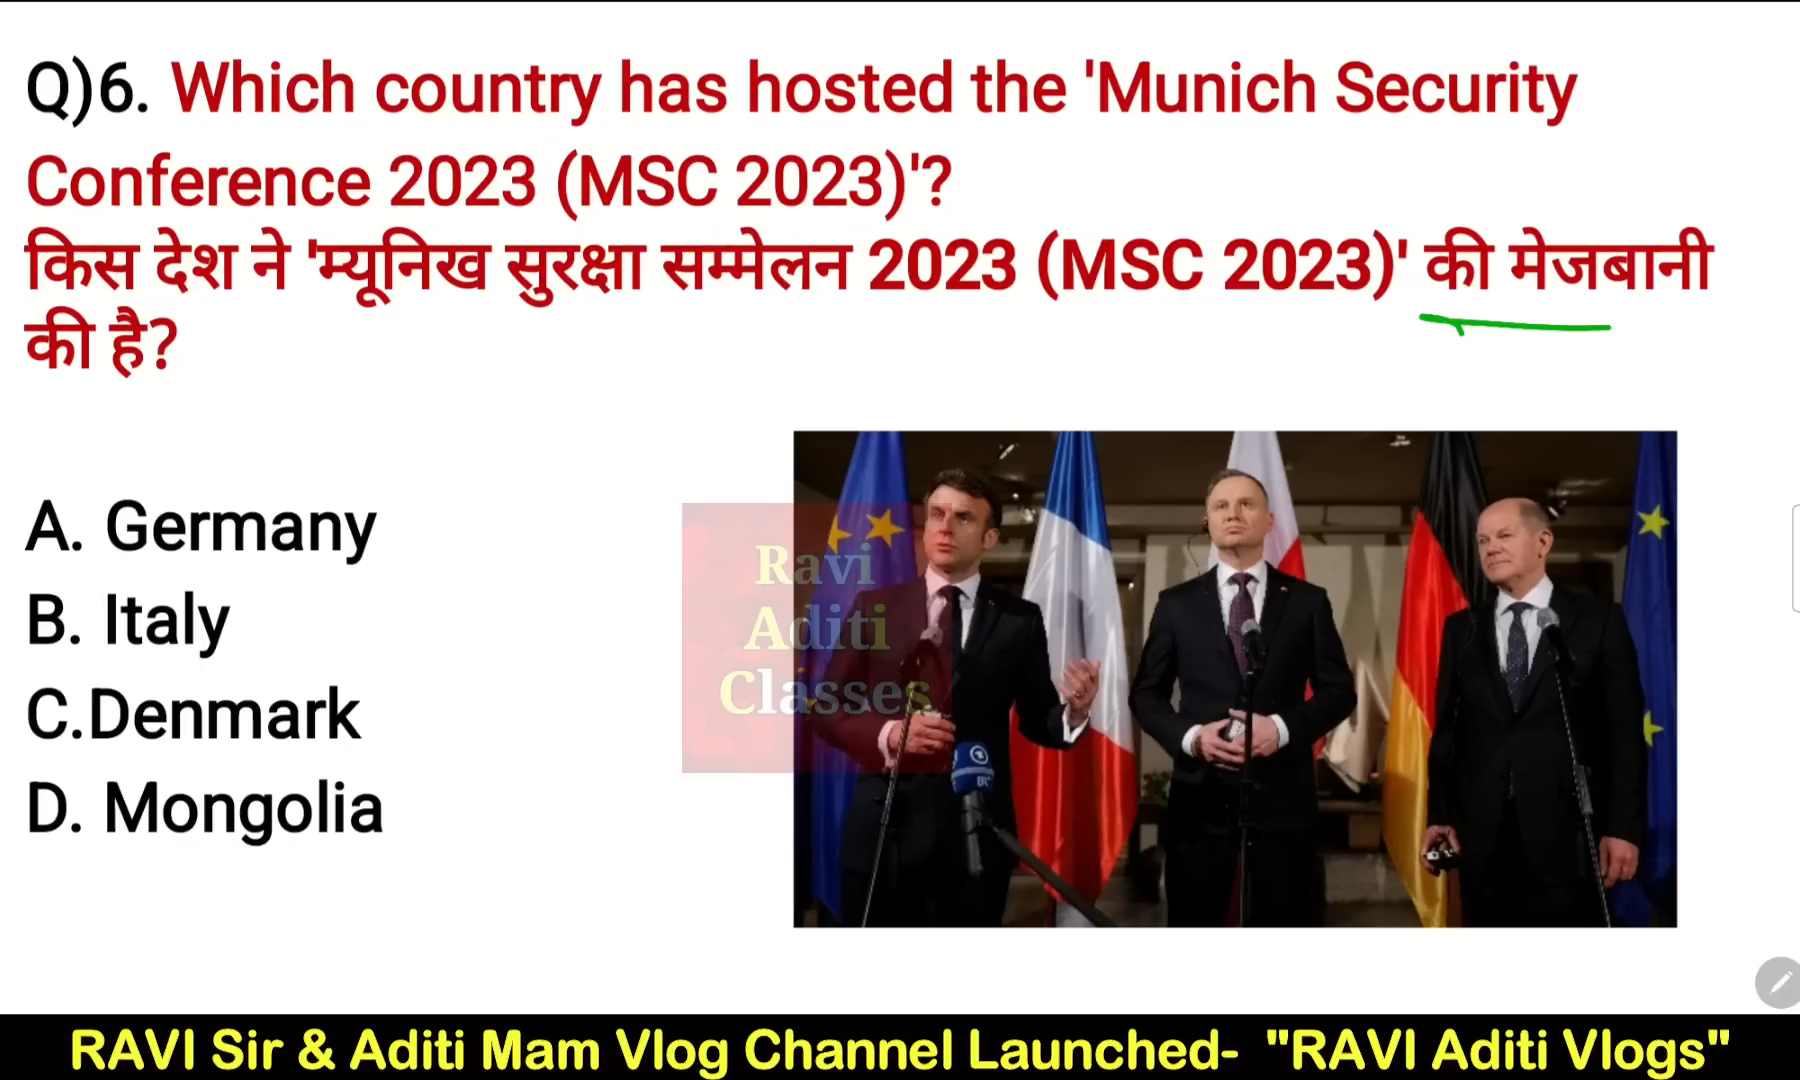 Q)6. Which country has hosted the 'Munich Security
Conference 2023 (MSC 2023)'?
किस देश ने 'म्यूनिख सुरक्षा सम्मेलन 2023 (MSC 2023)' की मेजबानी
की है?
A. Germany
B. Italy
C.Denmark
D. Mongolia
Ravi
Aditi
Classes
BR
RAVI Sir & Aditi Mam Vlog Channel Launched- "RAVI Aditi Vlogs"